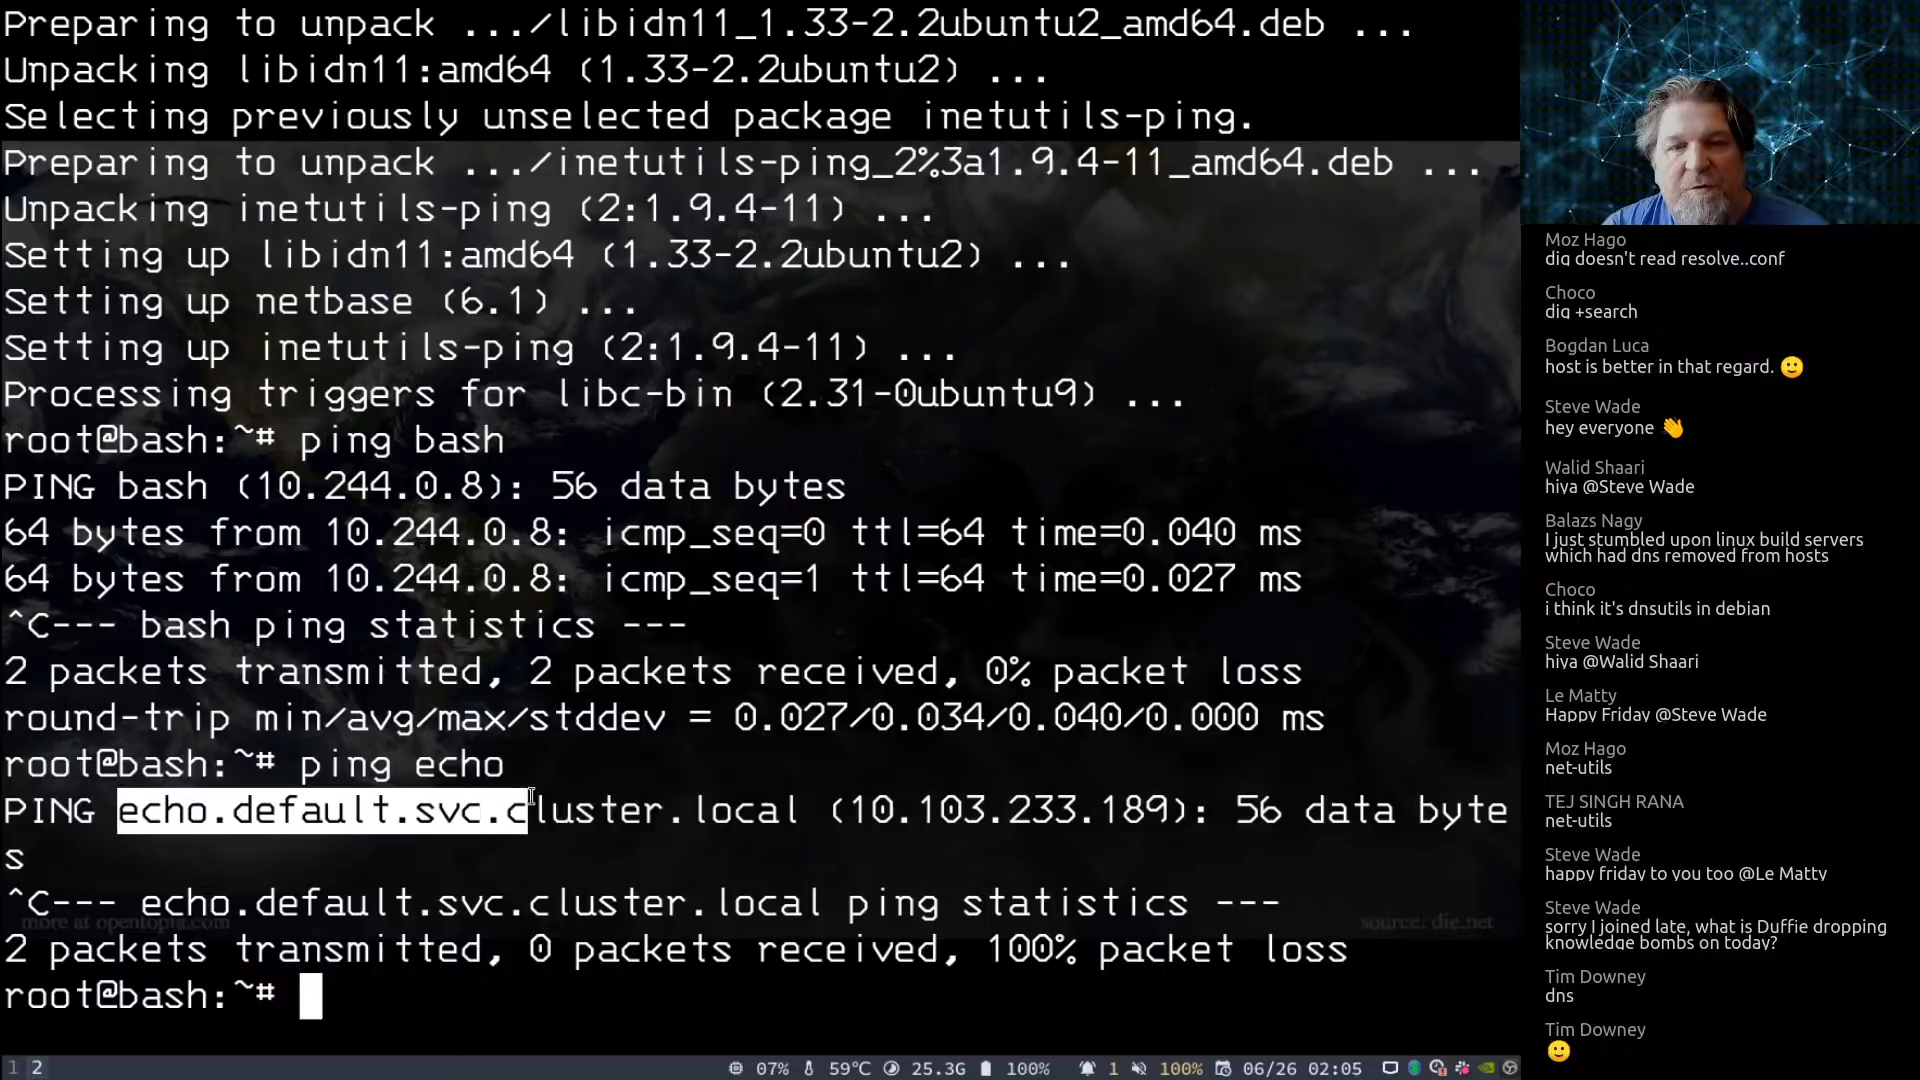 Preparing to unpack .../libidn11_1.33-2.2ubuntu2_amd64.deb ...
Unpacking libidn11:amd64 (1.33-2.2ubuntu2) ...
Selecting previously unselected package inetutils-ping.
Preparing to unpack .../inetutils-ping_2%3a1.9.4-11_amd64.deb ...
Unpacking inetutils-ping (2:1.9.4-11) ...
Setting up libidn11:amd64 (1.33-2.2ubuntu2) ...
Setting up netbase (6.1) ...
Setting up inetutils-ping (2:1.9.4-11) ...
Processing triggers for libc-bin (2.31-0ubuntu9) ...
root@bash:~# ping bash
PING bash (10.244.0.8): 56 data bytes
64 bytes from 10.244.0.8: icmp_seq=0 ttl=64 time=0.040 ms
64 bytes from 10.244.0.8: icmp_seq=1 ttl=64 time=0.027 ms
^C--- bash ping statistics ---
2 packets transmitted, 2 packets received, 0% packet loss
round-trip min/avg/max/stddev = 0.027/0.034/0.040/0.000 ms
root@bash:~# ping echo
PING echo.default.svc.cluster.local (10.103.233.189): 56 data byte
s
^C--- echo.default.svc.cluster.local ping statistics ---
more at opentopia.com
source: die.net
2 packets transmitted, 0 packets received, 100% packet loss
root@bash:~#
1 2
07% 59°C 25.3G 100% 1 100% 06/26 02:05
Moz Hago
dig doesn't read resolve..conf
Choco
dig +search
Bogdan Luca
host is better in that regard. 🙂
Steve Wade
hey everyone 👋
Walid Shaari
hiya @Steve Wade
Balazs Nagy
I just stumbled upon linux build servers
which had dns removed from hosts
Choco
i think it's dnsutils in debian
Steve Wade
hiya @Walid Shaari
Le Matty
Happy Friday @Steve Wade
Moz Hago
net-utils
TEJ SINGH RANA
net-utils
Steve Wade
happy friday to you too @Le Matty
Steve Wade
sorry I joined late, what is Duffie dropping
knowledge bombs on today?
Tim Downey
dns
Tim Downey
🙂